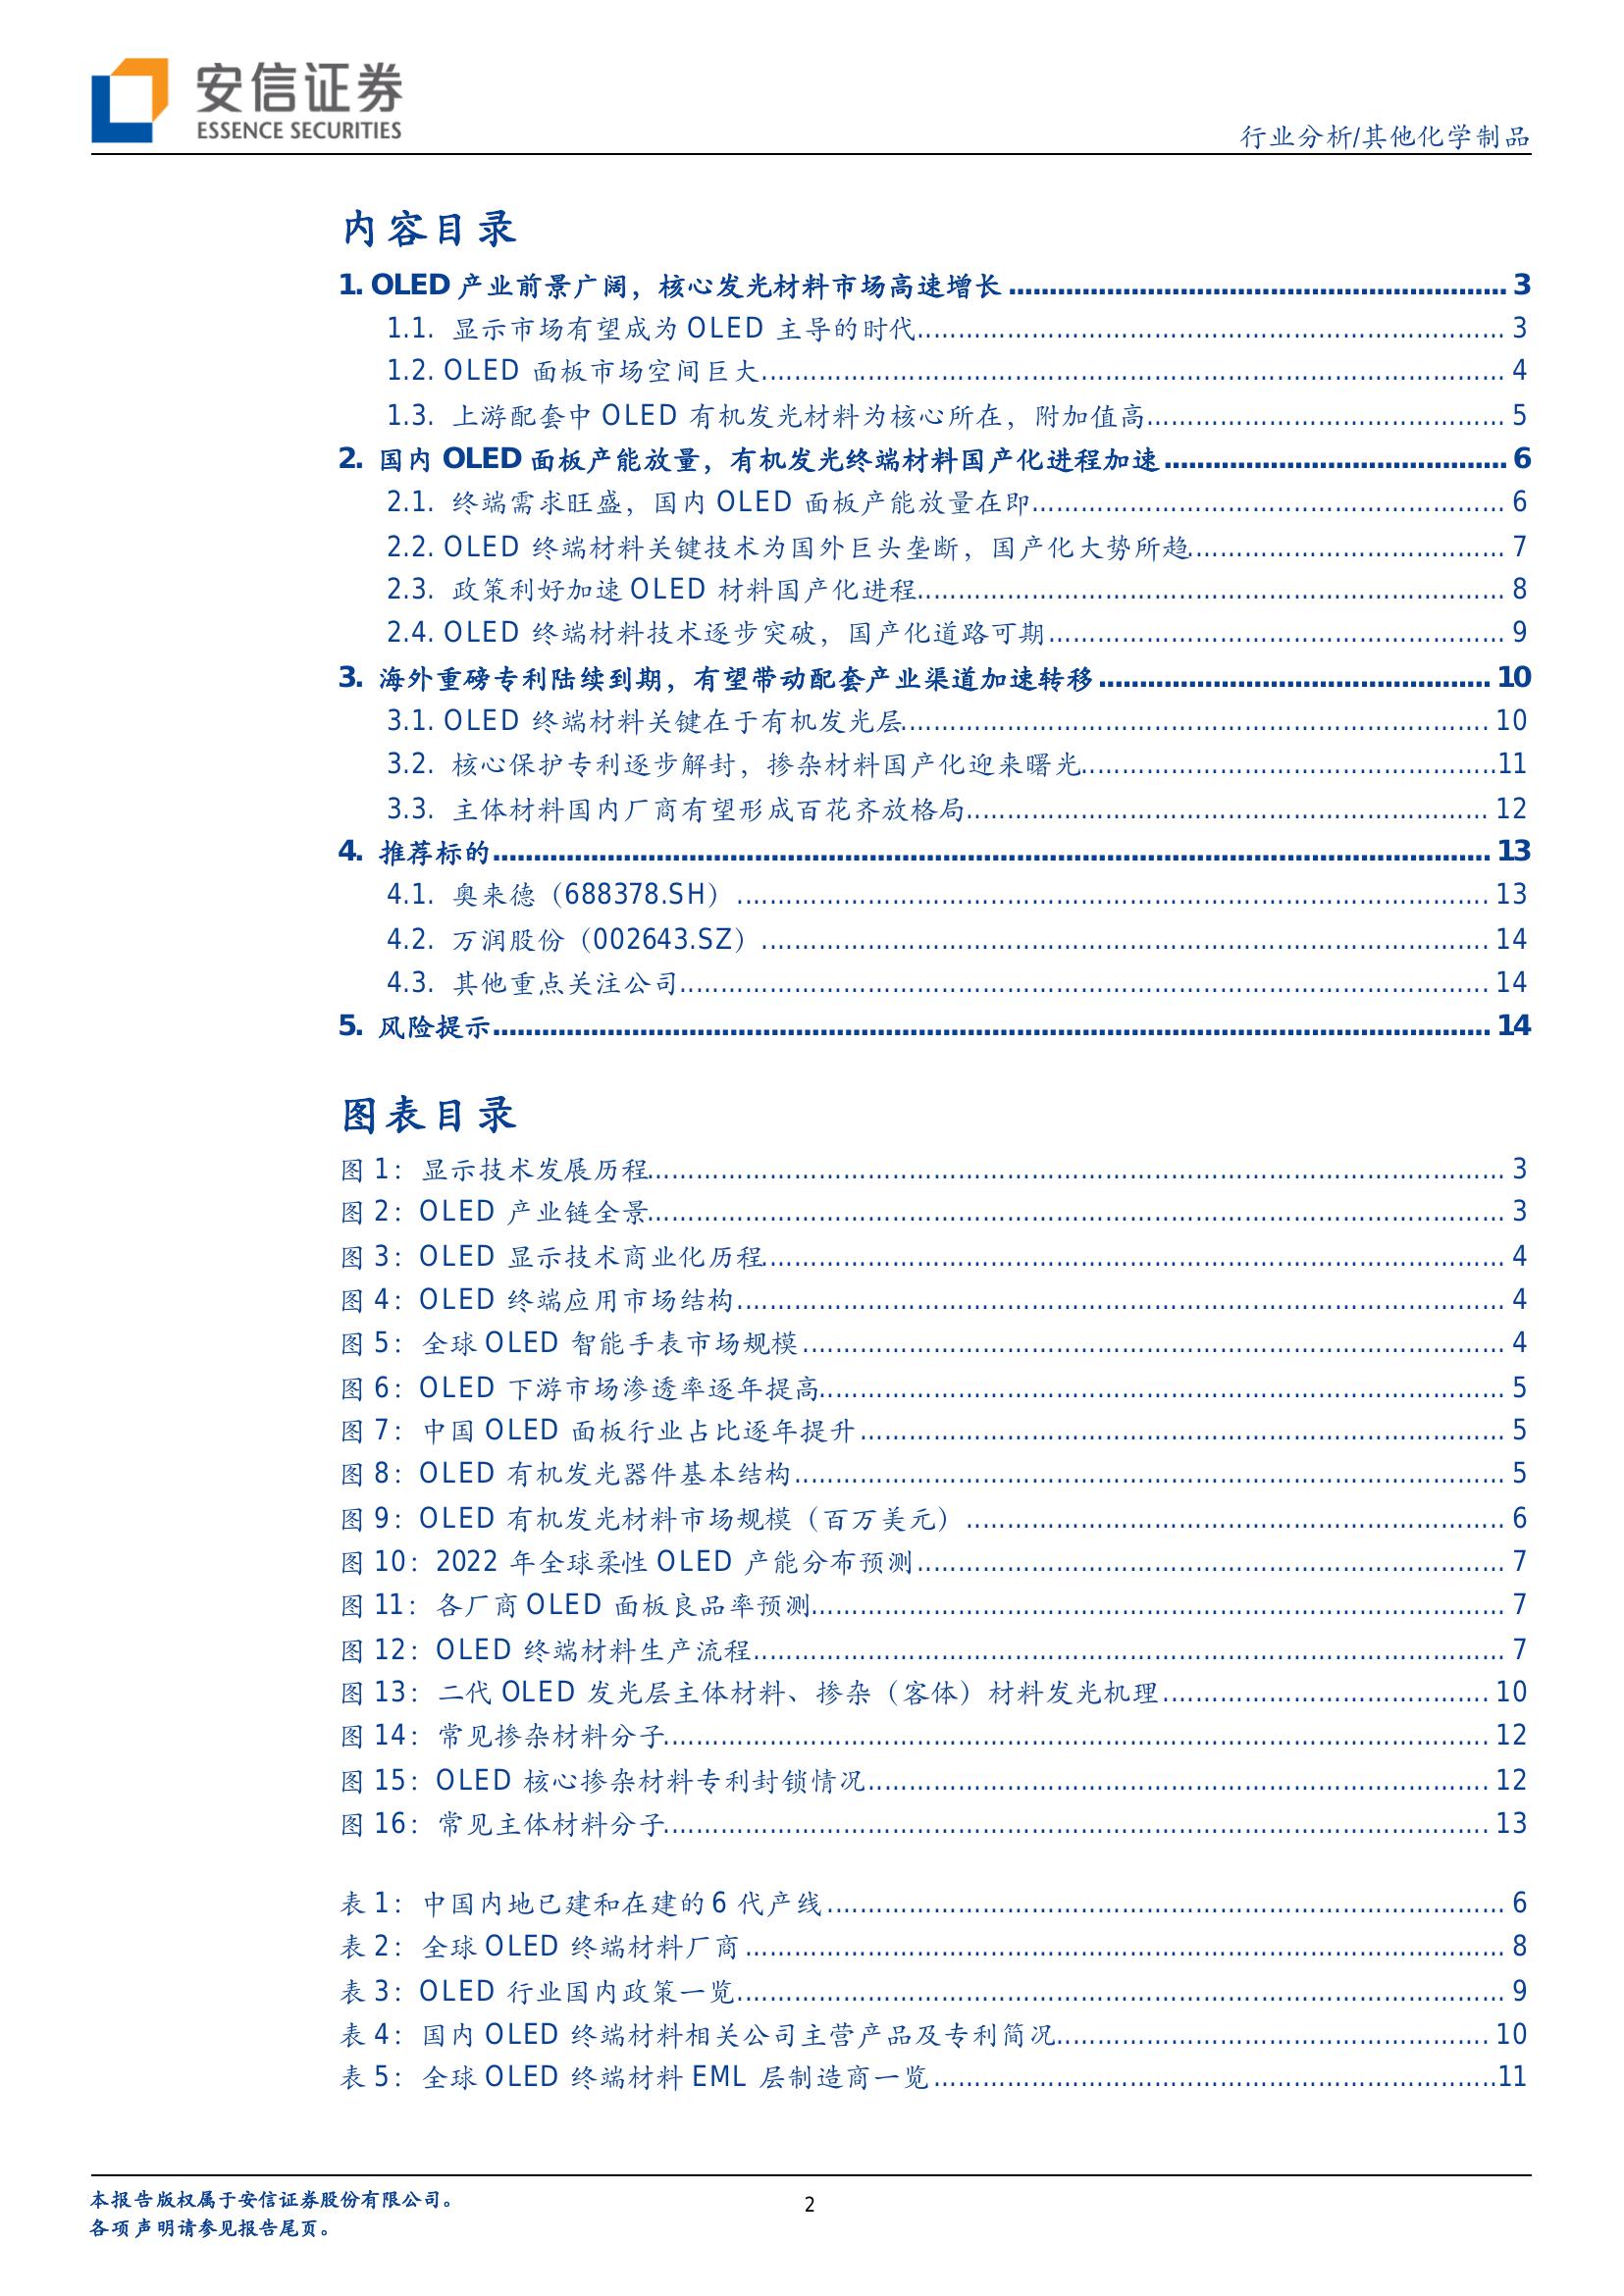 安信证券
ESSENCE SECURITIES
行业分析/其他化学制品
内容目录
1. OLED 产业前景广阔，核心发光材料市场高速增长 ........ 3
1.1. 显示市场有望成为 OLED 主导的时代........ 3
1.2. OLED 面板市场空间巨大........ 4
1.3. 上游配套中 OLED 有机发光材料为核心所在，附加值高........ 5
2. 国内 OLED 面板产能放量，有机发光终端材料国产化进程加速 ........ 6
2.1. 终端需求旺盛，国内 OLED 面板产能放量在即........ 6
2.2. OLED 终端材料关键技术为国外巨头垄断，国产化大势所趋........ 7
2.3. 政策利好加速 OLED 材料国产化进程........ 8
2.4. OLED 终端材料技术逐步突破，国产化道路可期........ 9
3. 海外重磅专利陆续到期，有望带动配套产业渠道加速转移 ........ 10
3.1. OLED 终端材料关键在于有机发光层........ 10
3.2. 核心保护专利逐步解封，掺杂材料国产化迎来曙光........ 11
3.3. 主体材料国内厂商有望形成百花齐放格局........ 12
4. 推荐标的........ 13
4.1. 奥来德（688378.SH）........ 13
4.2. 万润股份（002643.SZ）........ 14
4.3. 其他重点关注公司........ 14
5. 风险提示........ 14
图表目录
图 1：显示技术发展历程........ 3
图 2：OLED 产业链全景........ 3
图 3：OLED 显示技术商业化历程........ 4
图 4：OLED 终端应用市场结构........ 4
图 5：全球 OLED 智能手表市场规模........ 4
图 6：OLED 下游市场渗透率逐年提高........ 5
图 7：中国 OLED 面板行业占比逐年提升........ 5
图 8：OLED 有机发光器件基本结构........ 5
图 9：OLED 有机发光材料市场规模（百万美元）........ 6
图 10：2022 年全球柔性 OLED 产能分布预测........ 7
图 11：各厂商 OLED 面板良品率预测........ 7
图 12：OLED 终端材料生产流程........ 7
图 13：二代 OLED 发光层主体材料、掺杂（客体）材料发光机理........ 10
图 14：常见掺杂材料分子........ 12
图 15：OLED 核心掺杂材料专利封锁情况........ 12
图 16：常见主体材料分子........ 13
表 1：中国内地已建和在建的 6 代产线........ 6
表 2：全球 OLED 终端材料厂商........ 8
表 3：OLED 行业国内政策一览........ 9
表 4：国内 OLED 终端材料相关公司主营产品及专利简况........ 10
表 5：全球 OLED 终端材料 EML 层制造商一览........ 11
本报告版权属于安信证券股份有限公司。
2
各项声明请参见报告尾页。